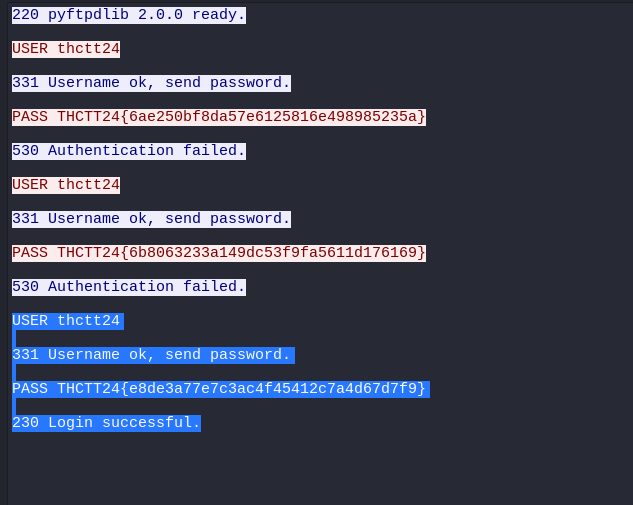 220 pyftpdlib 2.0.0 ready.
USER thctt24
331 Username ok, send password.
PASS THCTT24{6ae250bf8da57e6125816e498985235a}
530 Authentication failed.
USER thctt24
331 Username ok, send password.
PASS THCTT24{6b8063233a149dc53f9fa5611d176169}
530 Authentication failed.
USER thctt24
331 Username ok, send password.
PASS THCTT24{e8de3a77e7c3ac4f45412c7a4d67d7f9}
230 Login successful.